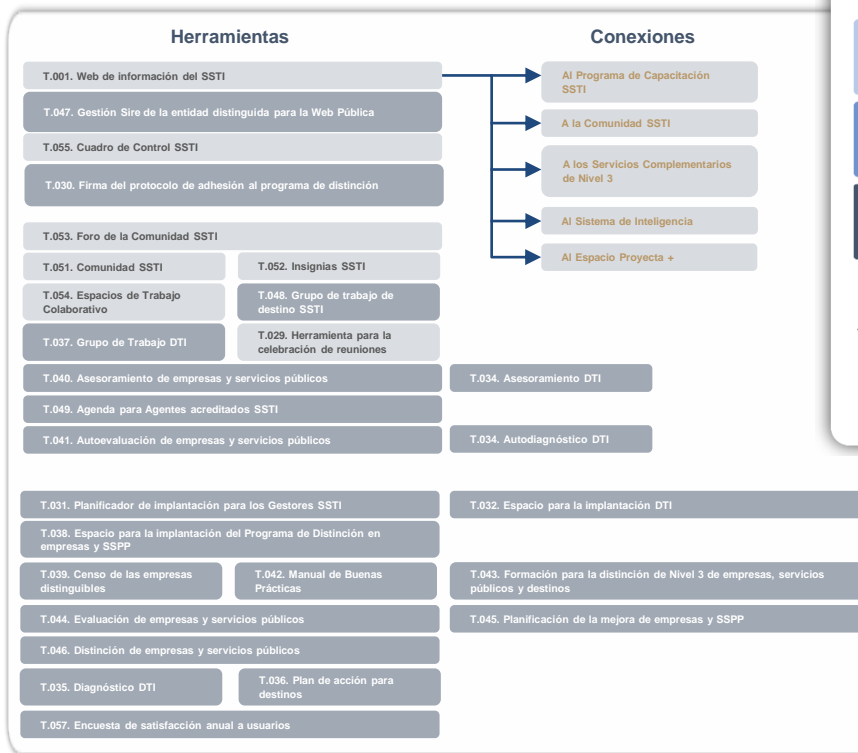 Herramientas
Conexiones
T.001. Web de información del SSTI
Al Programa de Capacitación
SSTI
T.047. Gestión Sire de la entidad distinguida para la Web Pública
A la Comunidad SSTI
T.055. Cuadro de Control SSTI
A los Servicios Complementarios
de Nivel 3
T.030. Firma del protocolo de adhesión al programa de distinción
Al Sistema de Inteligencia
T.053. Foro de la Comunidad SSTI
Al Espacio Proyecta +
T.051. Comunidad SSTI
T.052. Insignias SSTI
T.054. Espacios de Trabajo
Colaborativo
T.048. Grupo de trabajo de
destino SSTI
T.037. Grupo de Trabajo DTI
T.029. Herramienta para la
celebración de reuniones
T.040. Asesoramiento de empresas y servicios públicos
T.034. Asesoramiento DTI
T.049. Agenda para Agentes acreditados SSTI
T.041. Autoevaluación de empresas y servicios públicos
T.034. Autodiagnóstico DTI
T.031. Planificador de implantación para los Gestores SSTI
T.032. Espacio para la implantación DTI
T.038. Espacio para la implantación del Programa de Distinción en
empresas y SSPP
T.039. Censo de las empresas
distinguibles
T.042. Manual de Buenas
Prácticas
T.043. Formación para la distinción de Nivel 3 de empresas, servicios
públicos y destinos
T.044. Evaluación de empresas y servicios públicos
T.045. Planificación de la mejora de empresas y SSPP
T.046. Distinción de empresas y servicios públicos
T.035. Diagnóstico DTI
T.036. Plan de acción para
destinos
T.057. Encuesta de satisfacción anual a usuarios